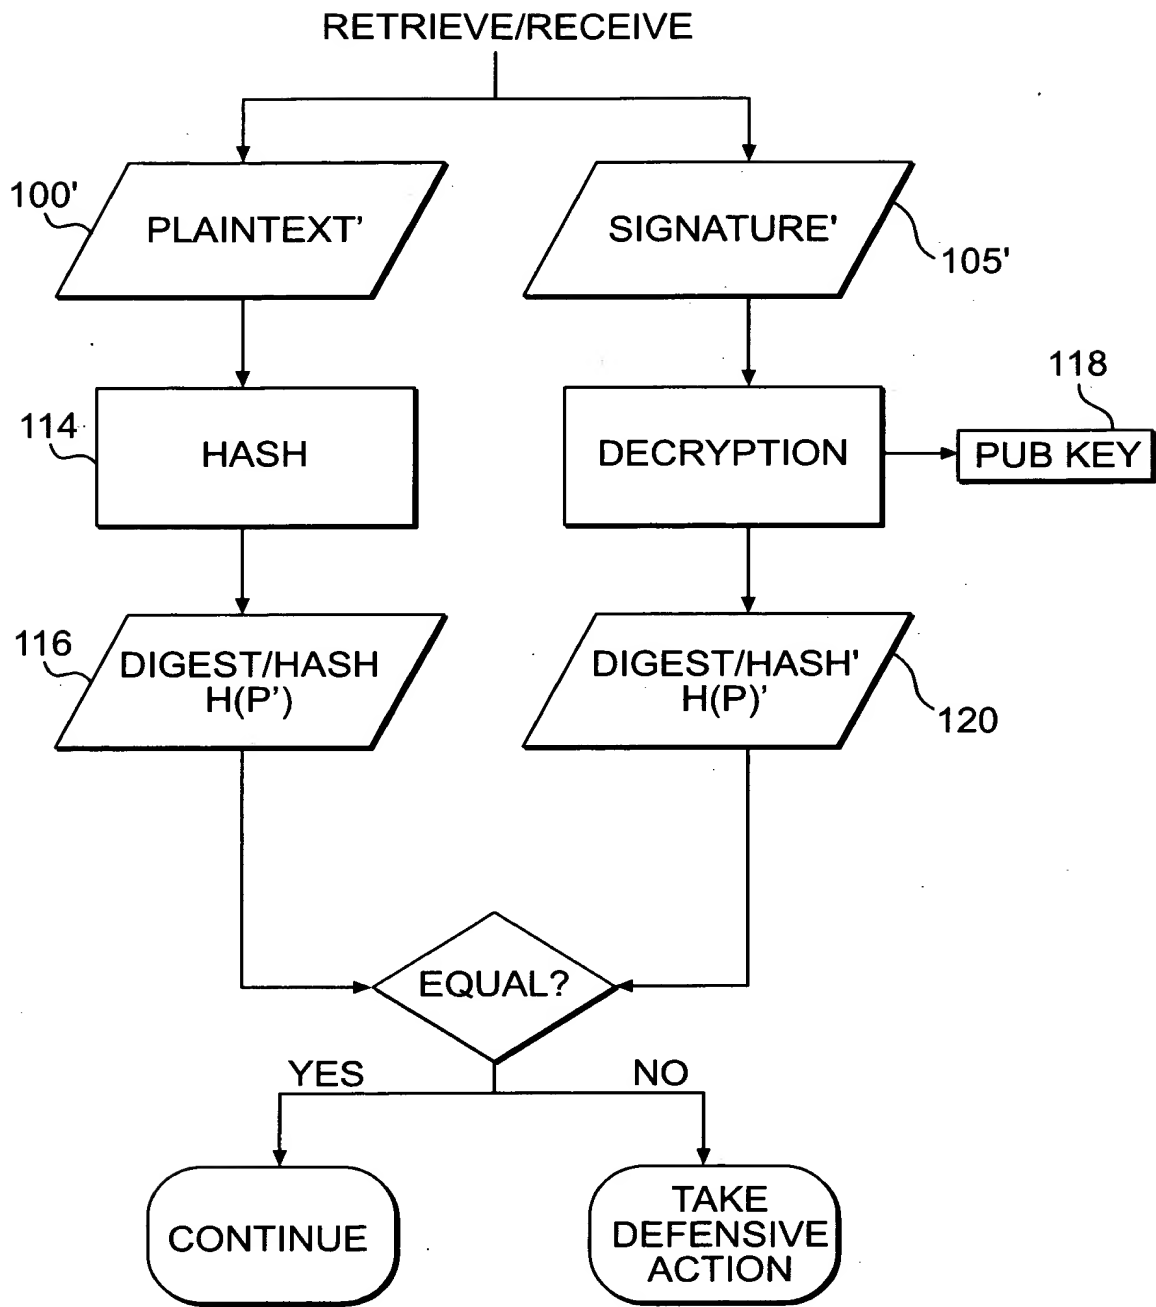 RETRIEVE/RECEIVE
100'
PLAINTEXT’
SIGNATURE'
105'
114
HASH
DECRYPTION
118
PUB KEY
116
DIGEST/HASH
H(P’)
DIGEST/HASH'
H(P)’
120
EQUAL?
YES
NO
CONTINUE
TAKE
DEFENSIVE
ACTION